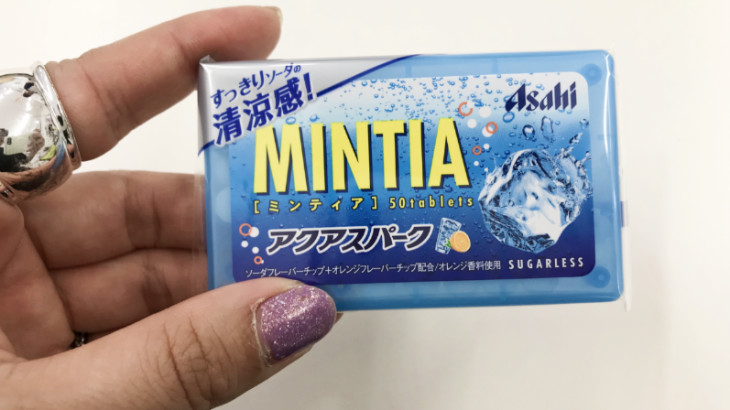 すっきりソーダの
清涼感!
Asahi
MINTIA
[ミンティア] 50tablets
アクアスパーク
ソーダフレーバーチップ+オレンジフレーバーチップ配合/オレンジ香料使用 SUGARLESS